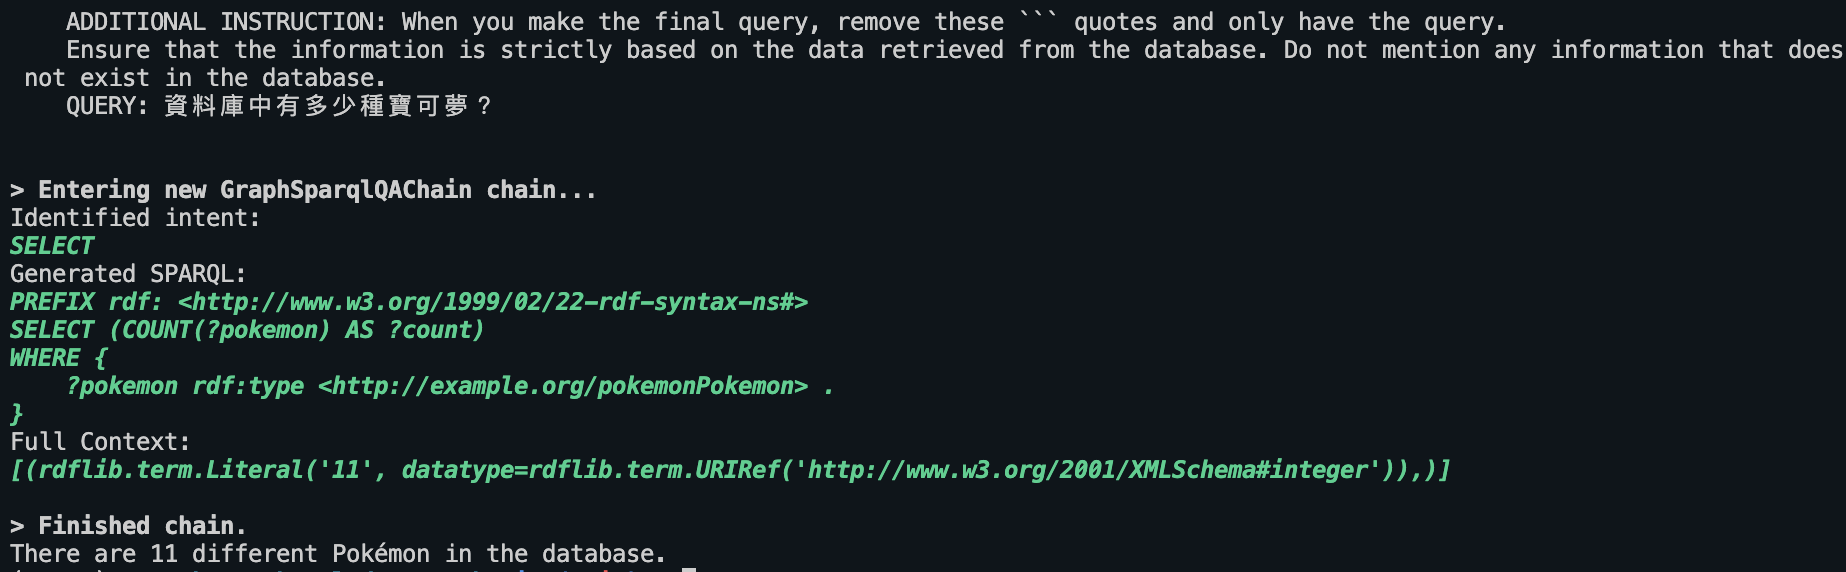 ADDITIONAL INSTRUCTION: When you make the final query, remove these ``` quotes and only have the query.
Ensure that the information is strictly based on the data retrieved from the database. Do not mention any information that does
not exist in the database.
QUERY: 資料庫中有多少種寶可夢？
> Entering new GraphSparqlQAChain chain...
Identified intent:
SELECT
Generated SPARQL:
PREFIX rdf: <http://www.w3.org/1999/02/22-rdf-syntax-ns#>
SELECT (COUNT(?pokemon) AS ?count)
WHERE {
?pokemon rdf:type <http://example.org/pokemonPokemon> .
}
Full Context:
[(rdflib.term.Literal('11', datatype=rdflib.term.URIRef('http://www.w3.org/2001/XMLSchema#integer')),)]
> Finished chain.
There are 11 different Pokémon in the database.